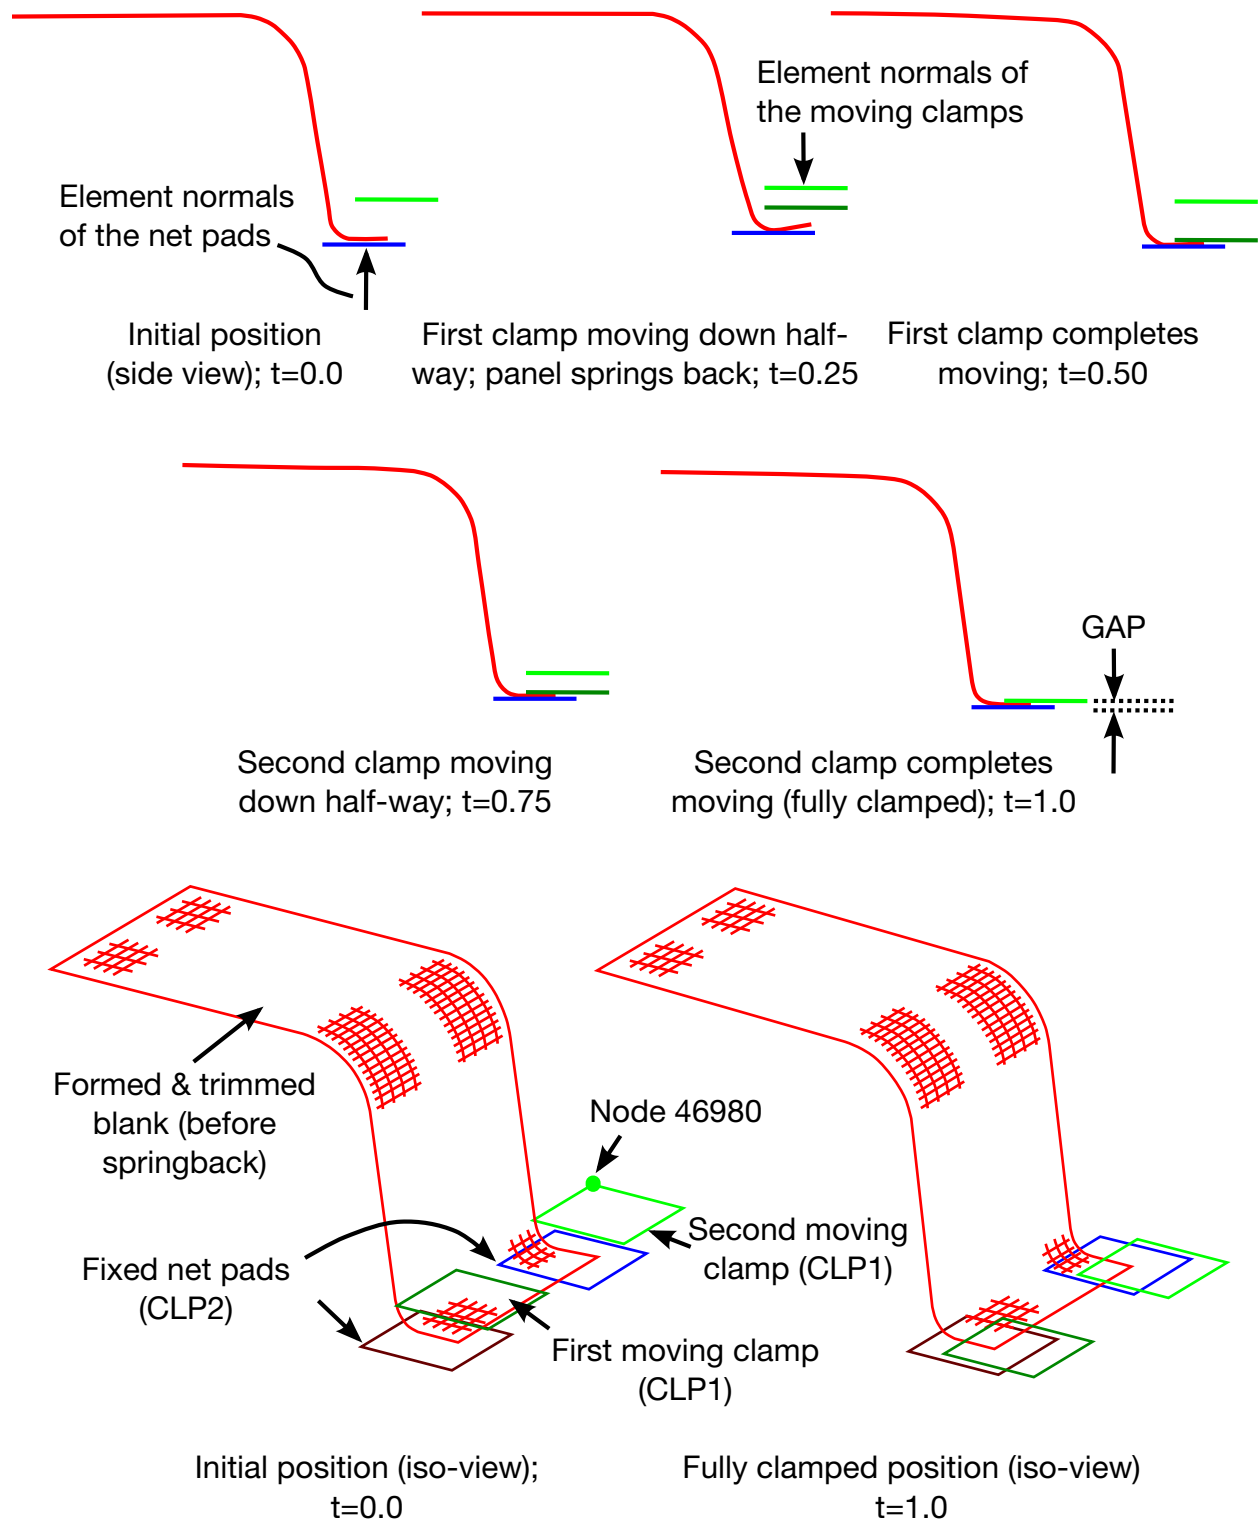 Element normals of
the moving clamps
Element normals
of the net pads
Initial position
(side view); t=0.0
First clamp moving down half-
way; panel springs back; t=0.25
First clamp completes
moving; t=0.50
GAP
Second clamp moving
down half-way; t=0.75
Second clamp completes
moving (fully clamped); t=1.0
Formed & trimmed
blank (before
springback)
Node 46980
Second moving
clamp (CLP1)
Fixed net pads
(CLP2)
First moving clamp
(CLP1)
Initial position (iso-view);
t=0.0
Fully clamped position (iso-view)
t=1.0